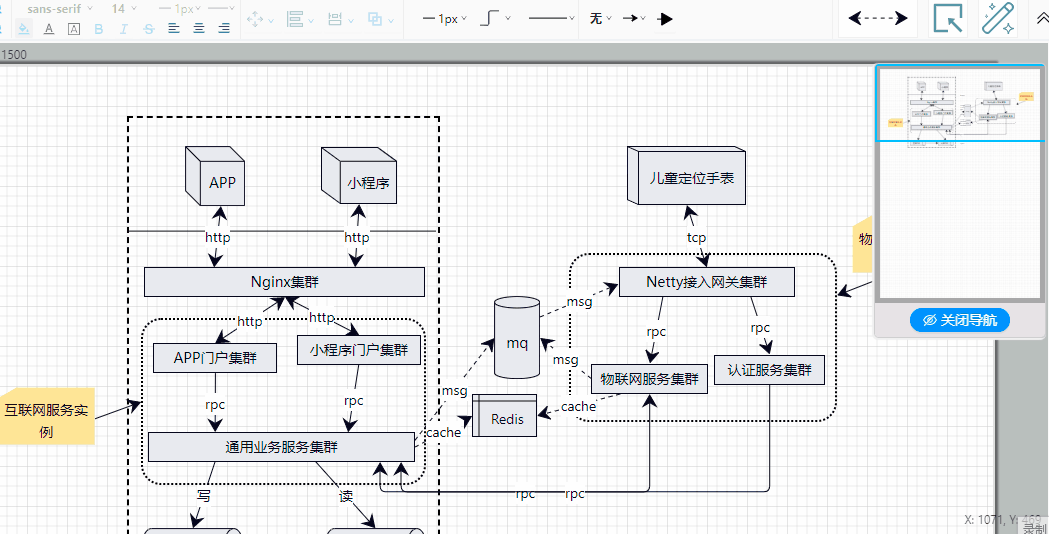 sans-serif 14 1px
1px 无
1500
APP
小程序
儿童定位手表
http
http
tcp
物
Nginx集群
Netty接入网关集群
msg
http
http
rpc
rpc
关闭导航
mq
APP门户集群
小程序门户集群
msg
物联网服务集群
认证服务集群
msg
rpc
rpc
cache
互联网服务实
例
Redis
cache
通用业务服务集群
写
读
rpc
rpc
X: 1071, Y: 469
录制